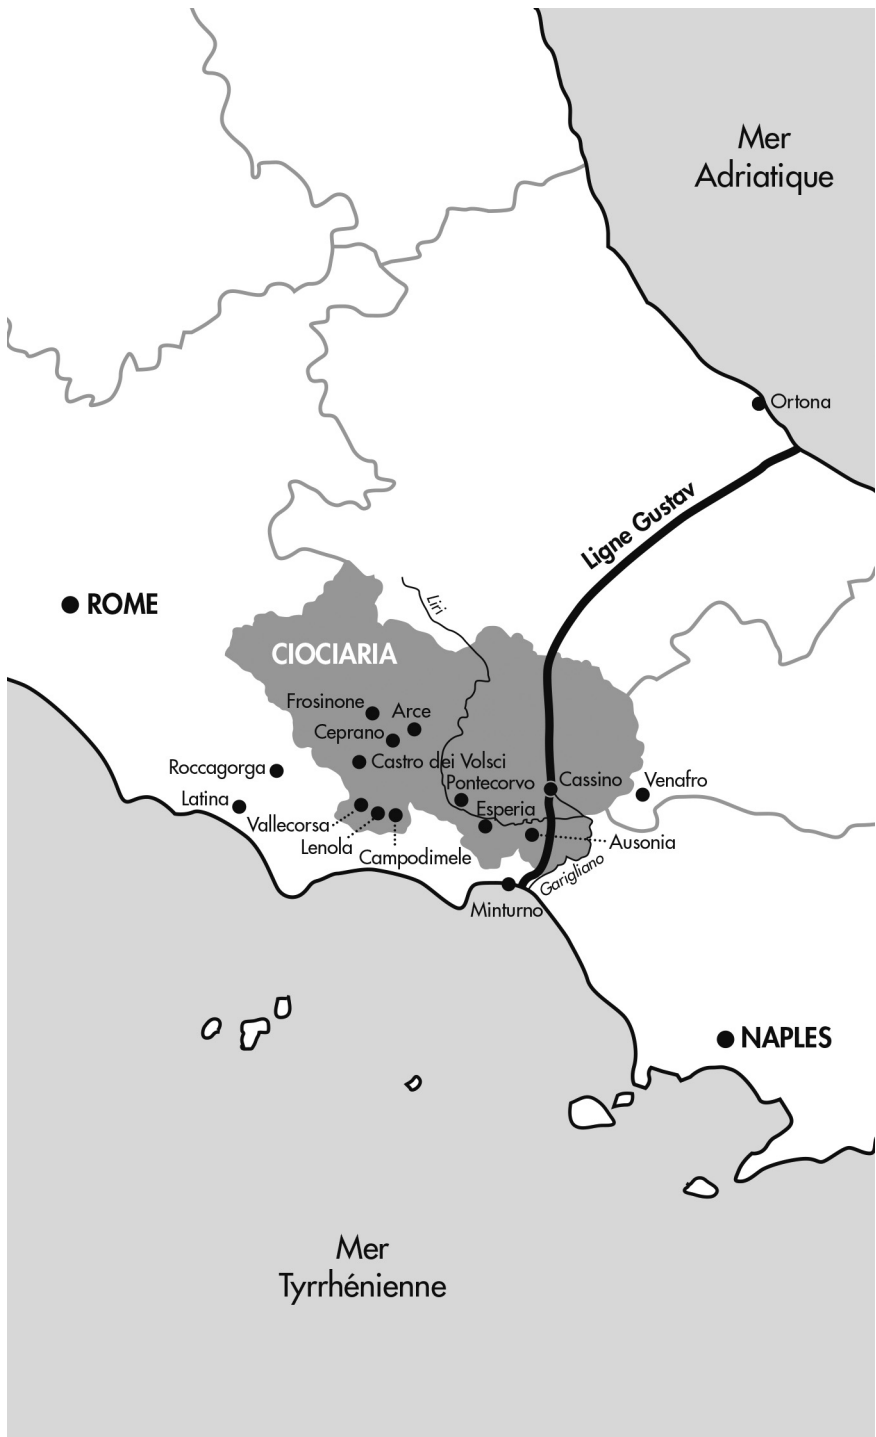 Mer
Adriatique
Ortona
Ligne Gustav
ROME
Liri
CIOCIARIA
Frosinone
Arce
Ceprano
Castro dei Volsci
Roccagorga
Pontecorvo
Cassino
Venafro
Latina
Esperia
Vallecorsa
Lenola
Ausonia
Campodimele
Garigliano
Minturno
NAPLES
Mer
Tyrrhénienne